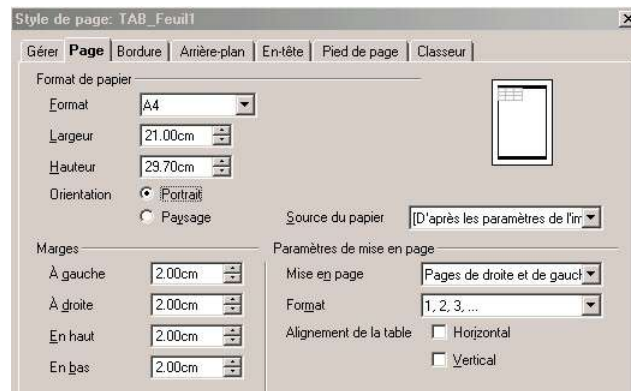 Style de page: TAB_Feuil1
Gérer Page Bordure Arrière-plan En-tête Pied de page Classeur
Format de papier
Format A4
Largeur 21.00cm
Hauteur 29.70cm
Orientation Portrait
Paysage
Source du papier [D'après les paramètres de l'im
Marges
À gauche 2.00cm
À droite 2.00cm
En haut 2.00cm
En bas 2.00cm
Paramètres de mise en page
Mise en page Pages de droite et de gauch
Format 1, 2, 3, ...
Alignement de la table Horizontal
Vertical